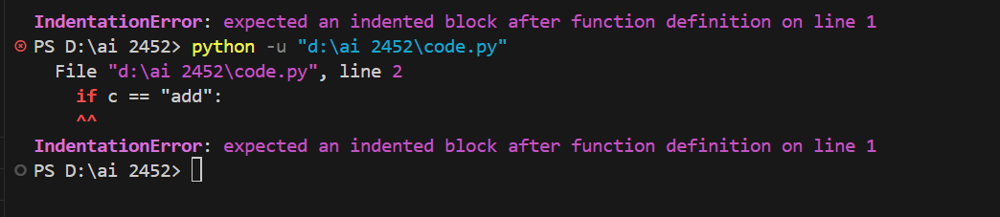 IndentationError: expected an indented block after function definition on line 1
PS D:\ai 2452> python -u "d:\ai 2452\code.py"
  File "d:\ai 2452\code.py", line 2
    if c == "add":
    ^^
IndentationError: expected an indented block after function definition on line 1
PS D:\ai 2452>